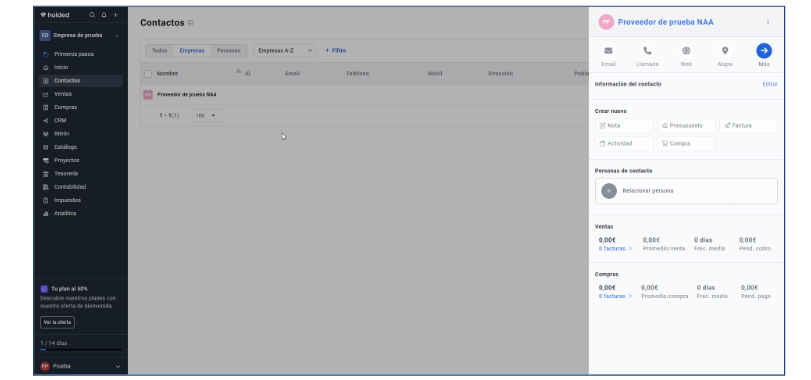 holded
ED Empresa de prueba
Primeros pasos
Inicio
Contactos
Ventas
Compras
CRM
RRHH
Catálogo
Proyectos
Tesorería
Contabilidad
Impuestos
Analítica
Tu plan al 50%
Descubre nuestros planes con
nuestra oferta de bienvenida.
Ver la oferta
1 / 14 días
PP Prueba
Contactos
Todos Empresas Personas Empresas A-Z + Filtro
Nombre ID Email Teléfono Móvil Dirección Pobla
PP Proveedor de prueba NAA
1 - 1(1) 100
PP Proveedor de prueba NAA
Email Llamada Web Mapa Más
Información del contacto Editar
Crear nuevo
Nota Presupuesto Factura
Actividad Compra
Personas de contacto
+ Relacionar persona
Ventas
0,00€ 0,00€ 0 días 0,00€
0 facturas > Promedio/venta Frec. media Pend. cobro
Compras
0,00€ 0,00€ 0 días 0,00€
0 facturas > Promedio/compra Frec. media Pend. pago